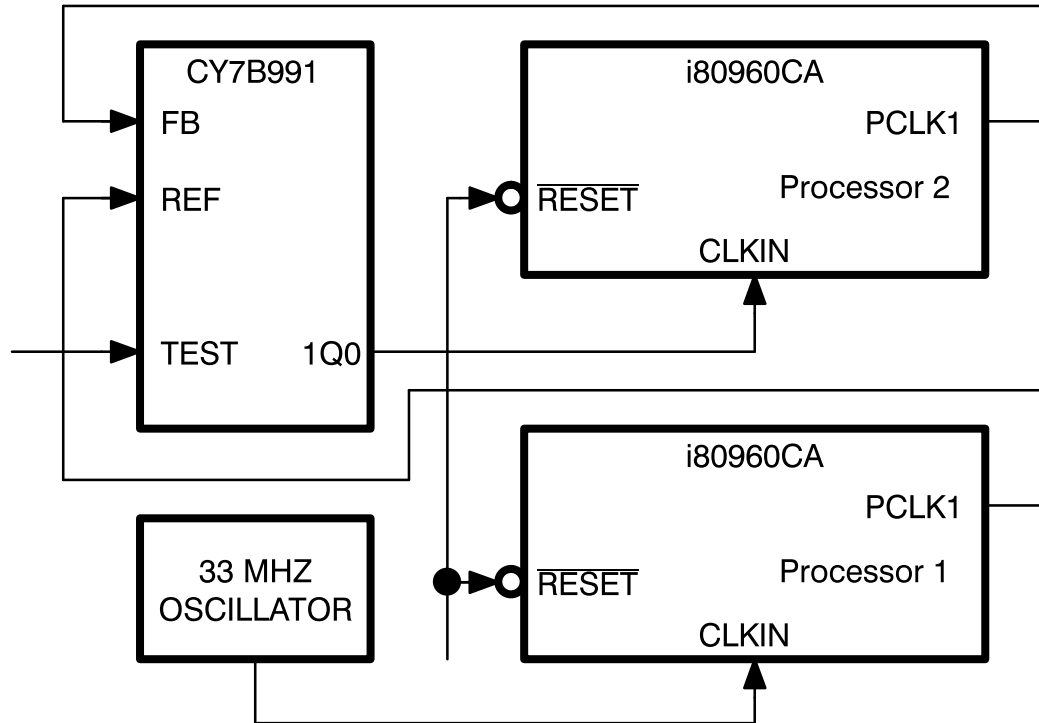 CY7B991
FB
REF
TEST
1Q0
i80960CA
PCLK1
RESET
Processor 2
CLKIN
33 MHZ
OSCILLATOR
i80960CA
PCLK1
RESET
Processor 1
CLKIN